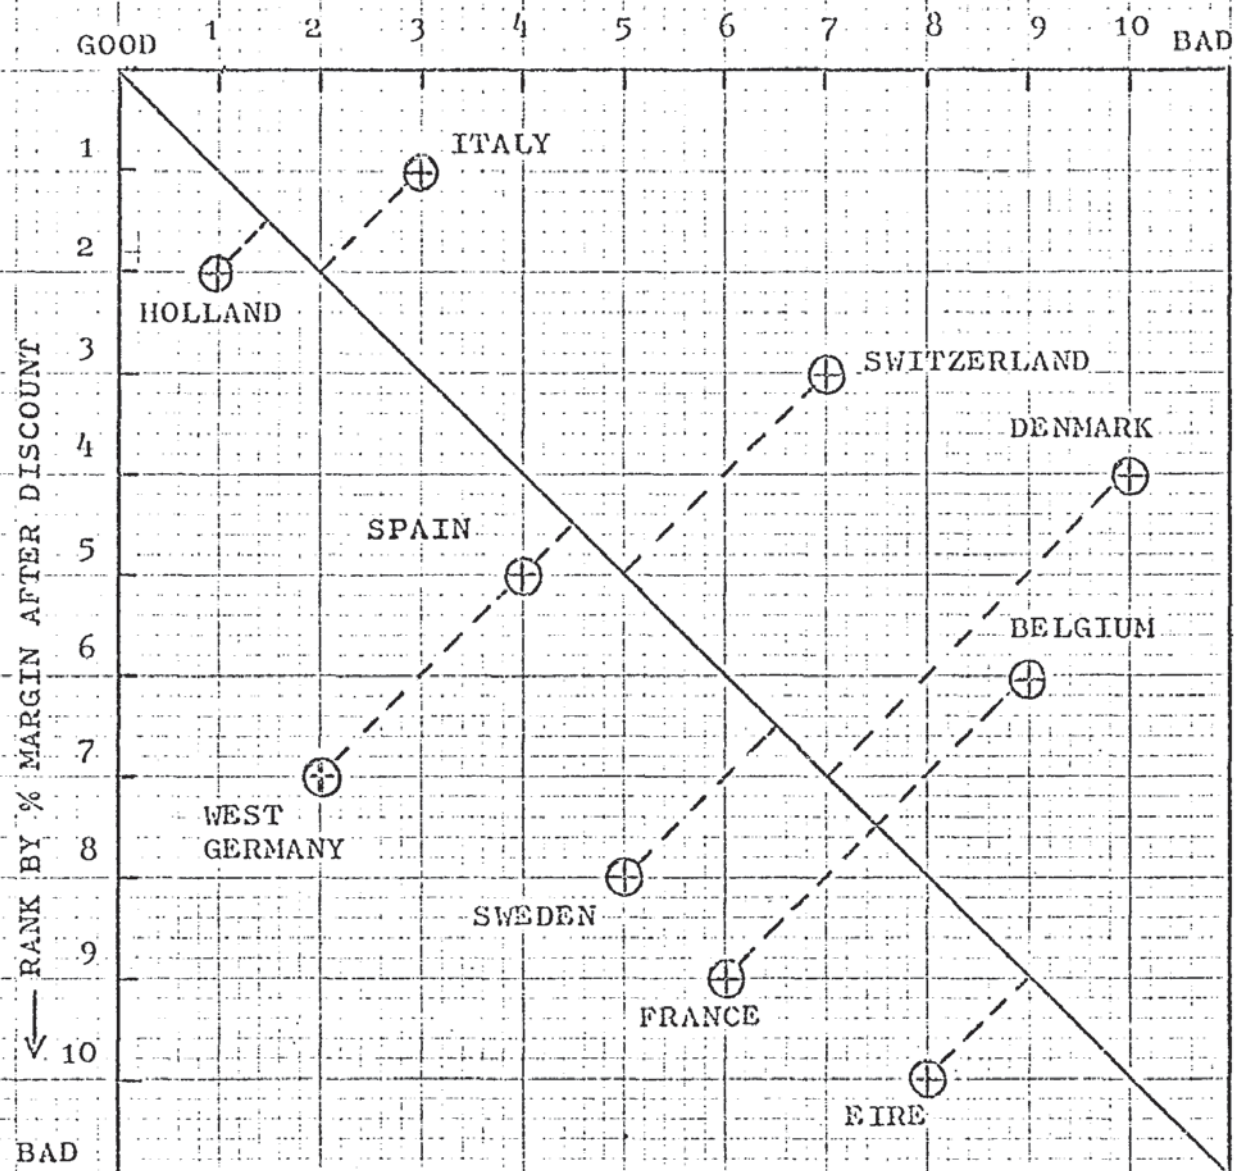 1 2 3 4 5 6 7 8 9 10
GOOD BAD
ITALY
1
2
HOLLAND
3
SWITZERLAND
DENMARK
4
SPAIN
5
BELGIUM
6
7
WEST
GERMANY
8
SWEDEN
9
FRANCE
10
EIRE
BAD
RANK BY % MARGIN AFTER DISCOUNT